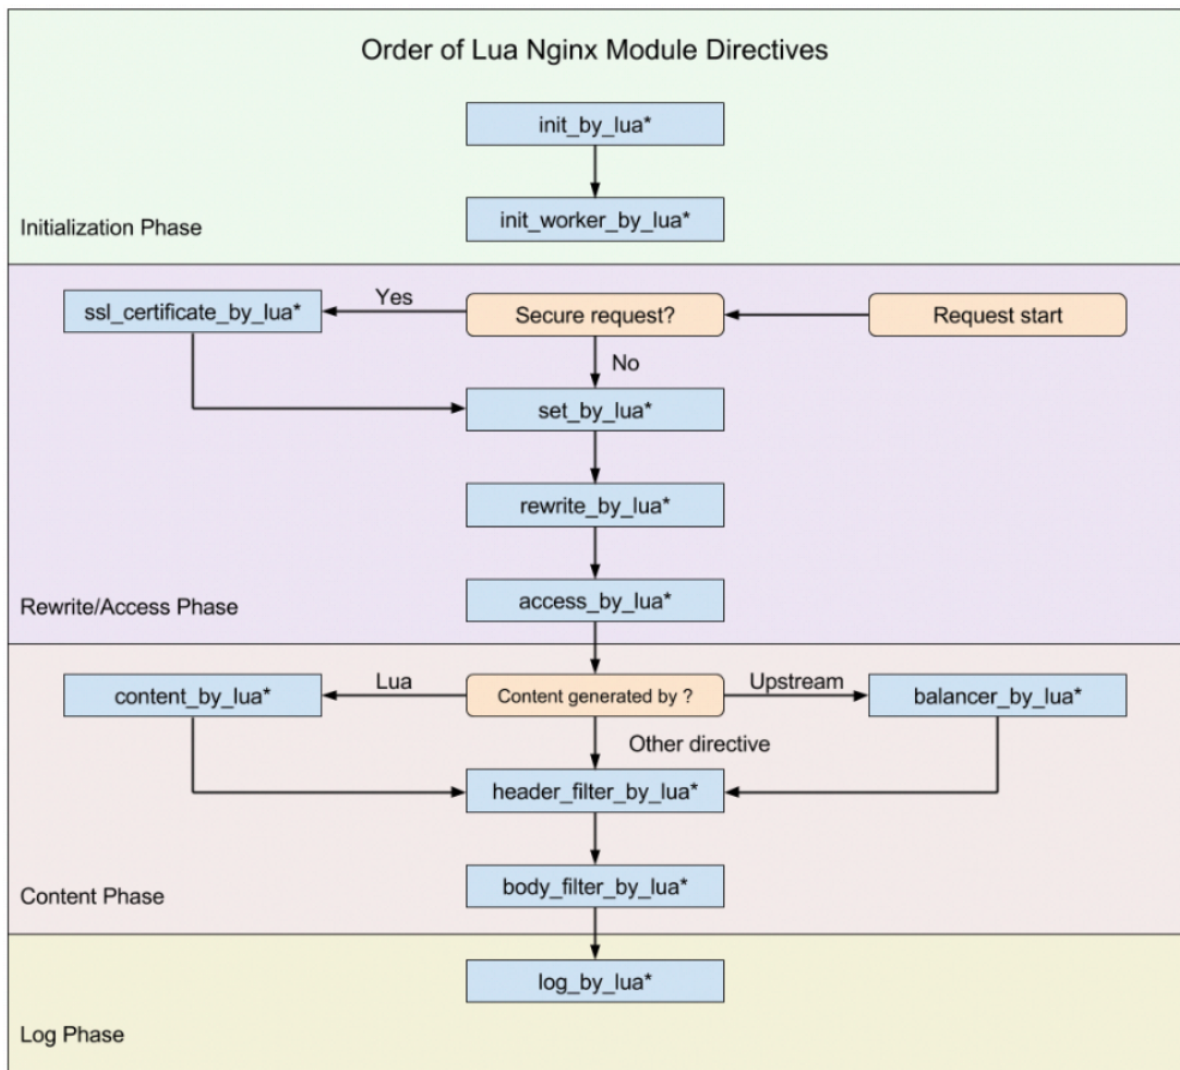 Order of Lua Nginx Module Directives
init_by_lua*
init_worker_by_lua*
Initialization Phase
ssl_certificate_by_lua*
Yes
Secure request?
Request start
No
set_by_lua*
rewrite_by_lua*
access_by_lua*
Rewrite/Access Phase
content_by_lua*
Lua
Content generated by ?
Upstream
balancer_by_lua*
Other directive
header_filter_by_lua*
body_filter_by_lua*
Content Phase
log_by_lua*
Log Phase